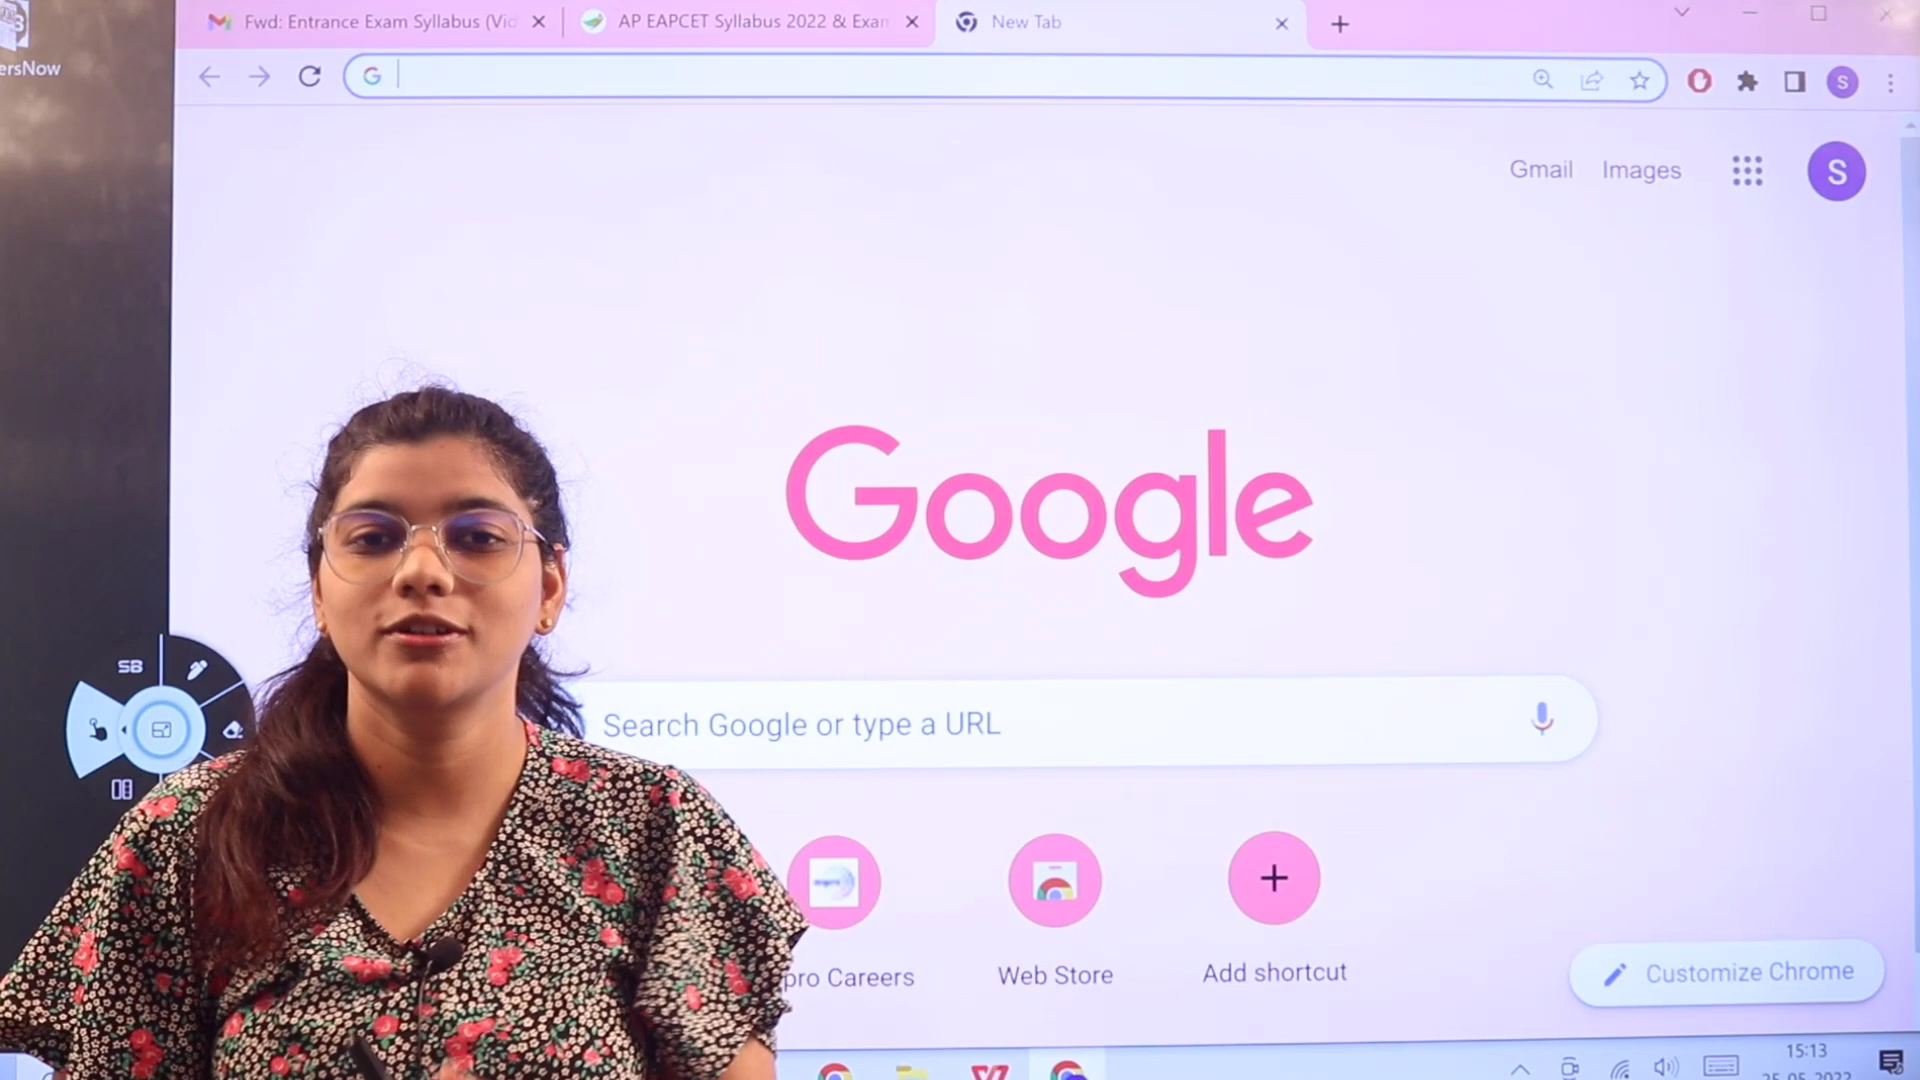 ersNow
Fwd: Entrance Exam Syllabus (Vid
AP EAPCET Syllabus 2022 & Exam
New Tab
G
S
Gmail
Images
S
Google
SB
Search Google or type a URL
pro Careers
Web Store
Add shortcut
Customize Chrome
15:13